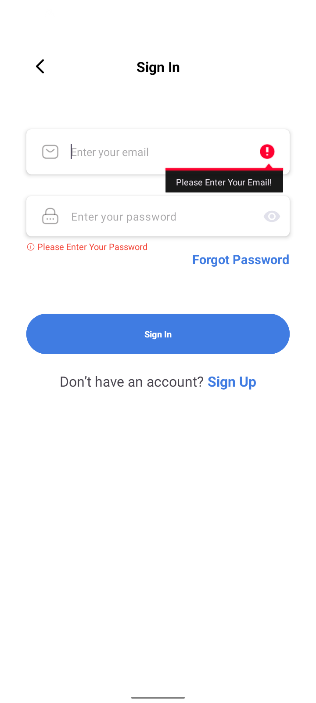 Sign In
Enter your email
Please Enter Your Email!
Enter your password
Please Enter Your Password
Forgot Password
Sign In
Don't have an account? Sign Up